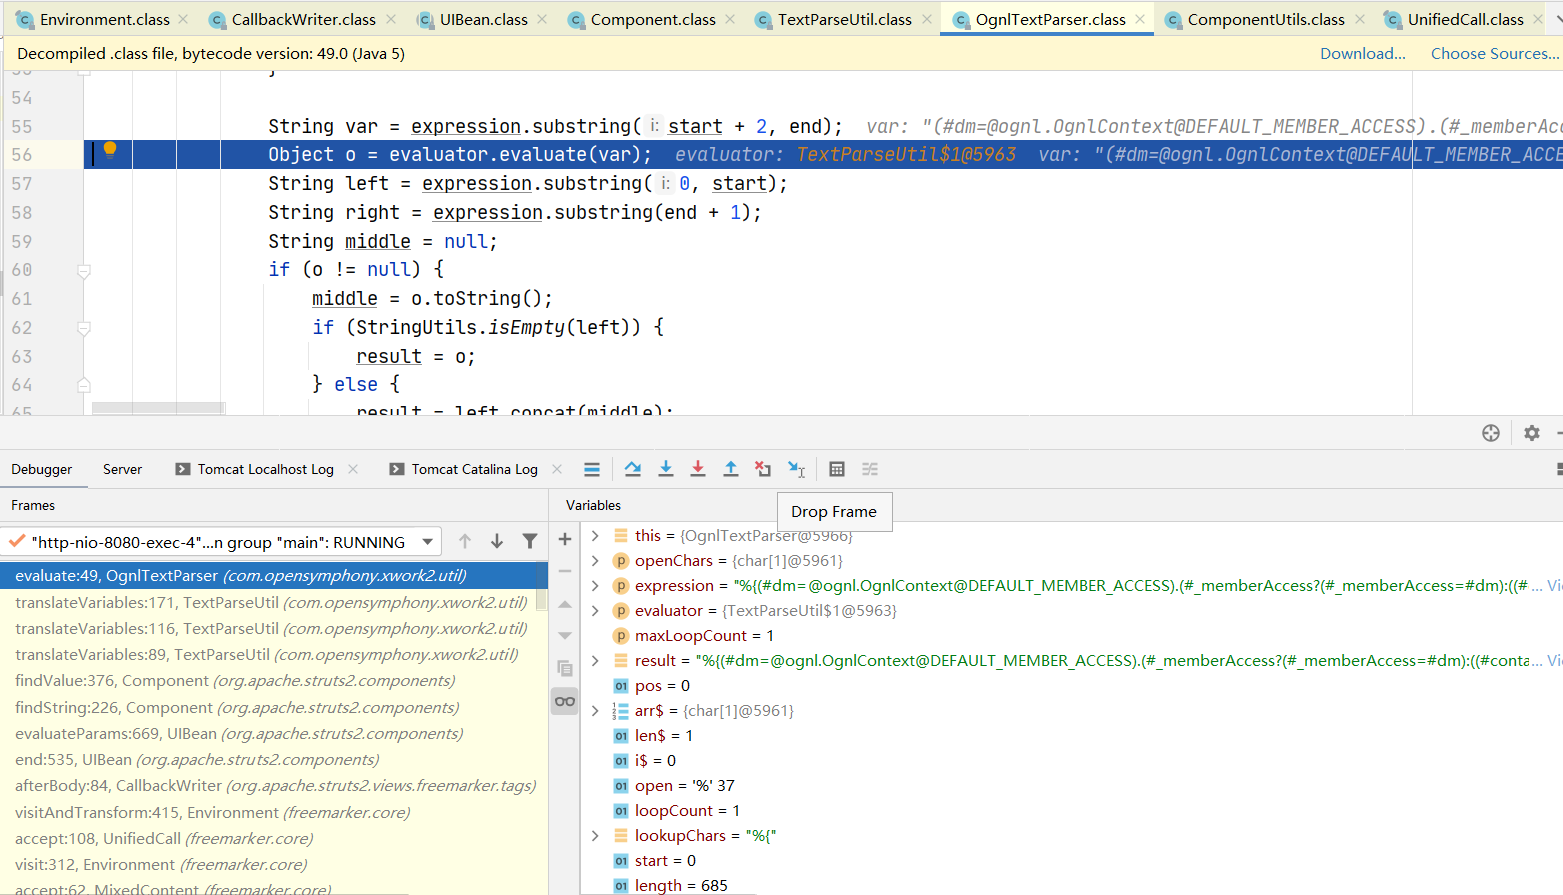 Environment.class CallbackWriter.class UIBean.class Component.class TextParseUtil.class OgnlTextParser.class ComponentUtils.class UnifiedCall.class
Decompiled .class file, bytecode version: 49.0 (Java 5) Download... Choose Sources...
54
55 String var = expression.substring( i: start + 2, end); var: "(#dm=@ognl.OgnlContext@DEFAULT_MEMBER_ACCESS).(#_memberAcc
56 Object o = evaluator.evaluate(var); evaluator: TextParseUtil$1@5963 var: "(#dm=@ognl.OgnlContext@DEFAULT_MEMBER_ACCE
57 String left = expression.substring( i: 0, start);
58 String right = expression.substring(end + 1);
59 String middle = null;
60 if (o != null) {
61 middle = o.toString();
62 if (StringUtils.isEmpty(left)) {
63 result = o;
64 } else {
65 result = left.concat(middle);
Debugger Server Tomcat Localhost Log Tomcat Catalina Log
Frames
Variables
Drop Frame
"http-nio-8080-exec-4"...n group "main": RUNNING
evaluate:49, OgnlTextParser (com.opensymphony.xwork2.util)
translateVariables:171, TextParseUtil (com.opensymphony.xwork2.util)
translateVariables:116, TextParseUtil (com.opensymphony.xwork2.util)
translateVariables:89, TextParseUtil (com.opensymphony.xwork2.util)
findValue:376, Component (org.apache.struts2.components)
findString:226, Component (org.apache.struts2.components)
evaluateParams:669, UIBean (org.apache.struts2.components)
end:535, UIBean (org.apache.struts2.components)
afterBody:84, CallbackWriter (org.apache.struts2.views.freemarker.tags)
visitAndTransform:415, Environment (freemarker.core)
accept:108, UnifiedCall (freemarker.core)
visit:312, Environment (freemarker.core)
accept:62, MixedContent (freemarker.core)
this = {OgnlTextParser@5966}
openChars = {char[1]@5961}
expression = "%{(#dm=@ognl.OgnlContext@DEFAULT_MEMBER_ACCESS).(#_memberAccess?(#_memberAccess=#dm):((# ... Vi
evaluator = {TextParseUtil$1@5963}
maxLoopCount = 1
result = "%{(#dm=@ognl.OgnlContext@DEFAULT_MEMBER_ACCESS).(#_memberAccess?(#_memberAccess=#dm):((#conta ... Vi
pos = 0
arr$ = {char[1]@5961}
len$ = 1
i$ = 0
open = '%' 37
loopCount = 1
lookupChars = "%{"
start = 0
length = 685